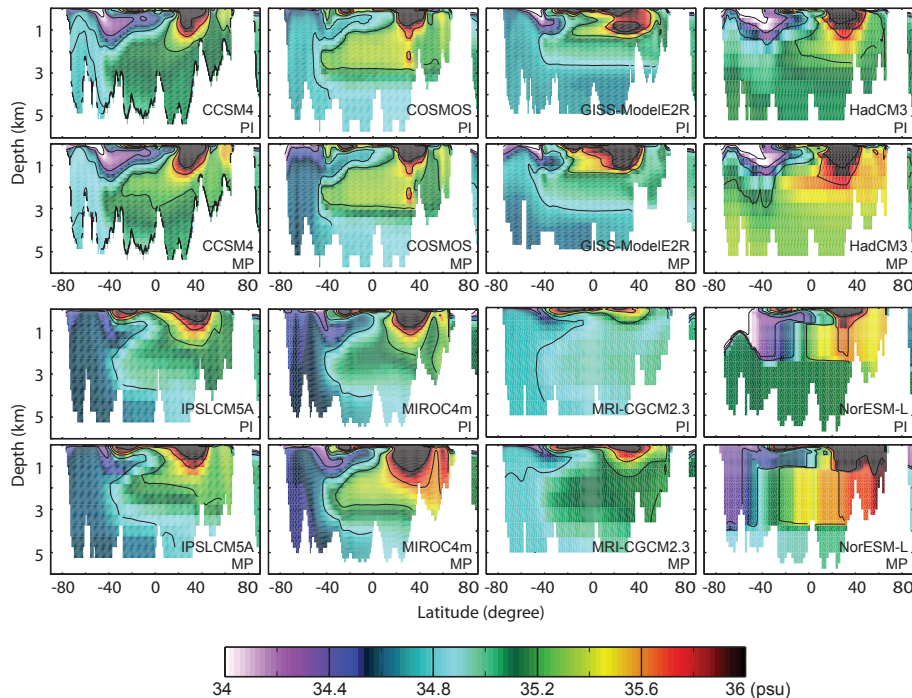 1
3
5
Depth (km)
CCSM4
PI
COSMOS
PI
GISS-ModelE2R
PI
HadCM3
PI
1
3
5
Depth (km)
CCSM4
MP
COSMOS
MP
GISS-ModelE2R
MP
HadCM3
MP
-80 -40 0 40 80 -80 -40 0 40 80 -80 -40 0 40 80 -80 -40 0 40 80
1
3
5
Depth (km)
IPSLCM5A
PI
MIROC4m
PI
MRI-CGCM2.3
PI
NorESM-L
PI
1
3
5
Depth (km)
IPSLCM5A
MP
MIROC4m
MP
MRI-CGCM2.3
MP
NorESM-L
MP
-80 -40 0 40 80 -80 -40 0 40 80 -80 -40 0 40 80 -80 -40 0 40 80
Latitude (degree)
34 34.4 34.8 35.2 35.6 36 (psu)